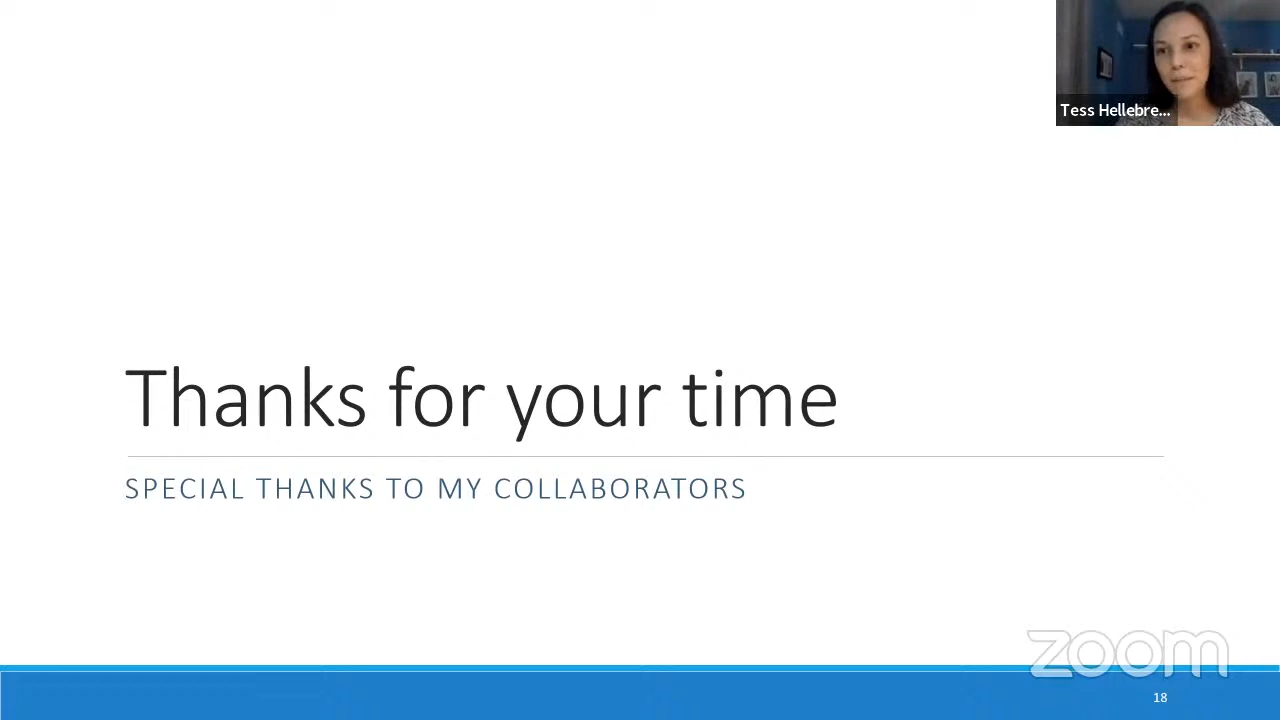 Tess Hellebre...
Thanks for your time
SPECIAL THANKS TO MY COLLABORATORS
zoom
18